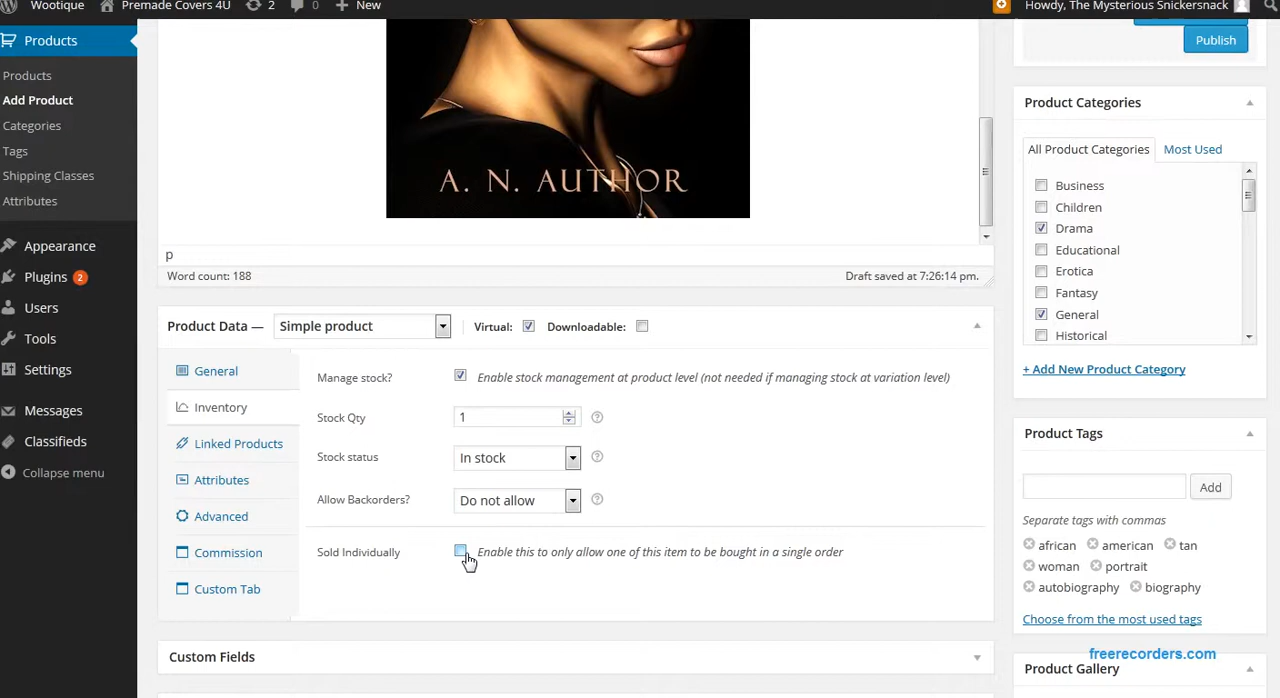 Wootique Premade Covers 4U 2 0 New Howdy, The Mysterious Snickersnack
Products
Products
Add Product
Categories
Tags
Shipping Classes
Attributes
Appearance
Plugins 2
Users
Tools
Settings
Messages
Classifieds
Collapse menu
A. N. AUTHOR
p
Word count: 188 Draft saved at 7:26:14 pm.
Product Data — Simple product Virtual: Downloadable:
General
Inventory
Linked Products
Attributes
Advanced
Commission
Custom Tab
Manage stock? Enable stock management at product level (not needed if managing stock at variation level)
Stock Qty 1
Stock status In stock
Allow Backorders? Do not allow
Sold Individually Enable this to only allow one of this item to be bought in a single order
Custom Fields
Publish
Product Categories
All Product Categories Most Used
Business
Children
Drama
Educational
Erotica
Fantasy
General
Historical
+ Add New Product Category
Product Tags
Add
Separate tags with commas
african american tan
woman portrait
autobiography biography
Choose from the most used tags
freerecorders.com
Product Gallery